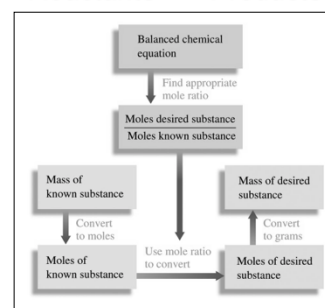 Balanced chemical
equation
Find appropriate
mole ratio
Moles desired substance
Moles known substance
Mass of
known substance
Mass of desired
substance
Convert
to moles
Convert
to grams
Use mole ratio
to convert
Moles of
known substance
Moles of desired
substance